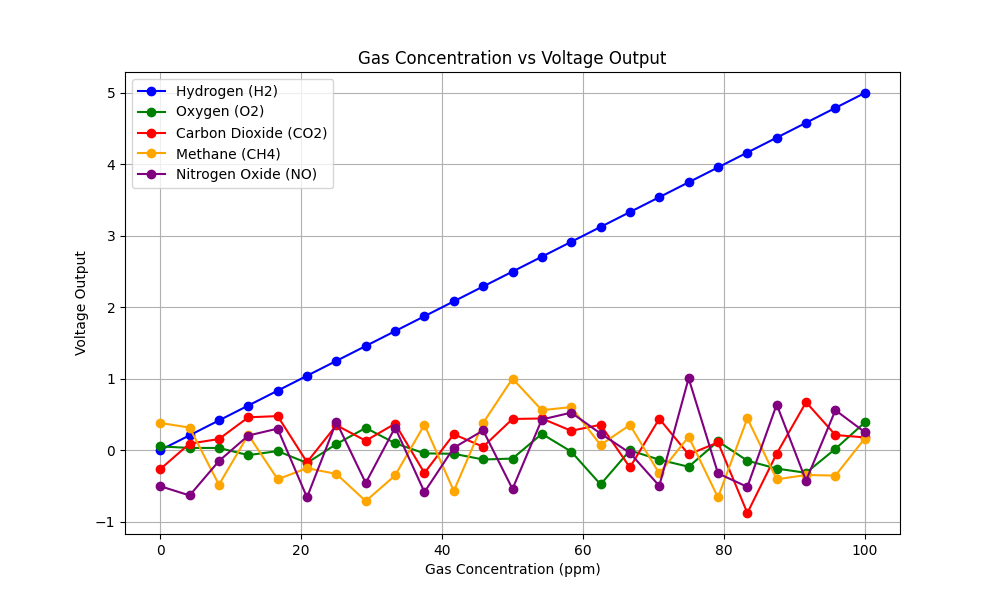 Gas Concentration vs Voltage Output
Hydrogen (H2)
Oxygen (O2)
Carbon Dioxide (CO2)
Methane (CH4)
Nitrogen Oxide (NO)
Voltage Output
5
4
3
2
1
0
−1
0 20 40 60 80 100
Gas Concentration (ppm)